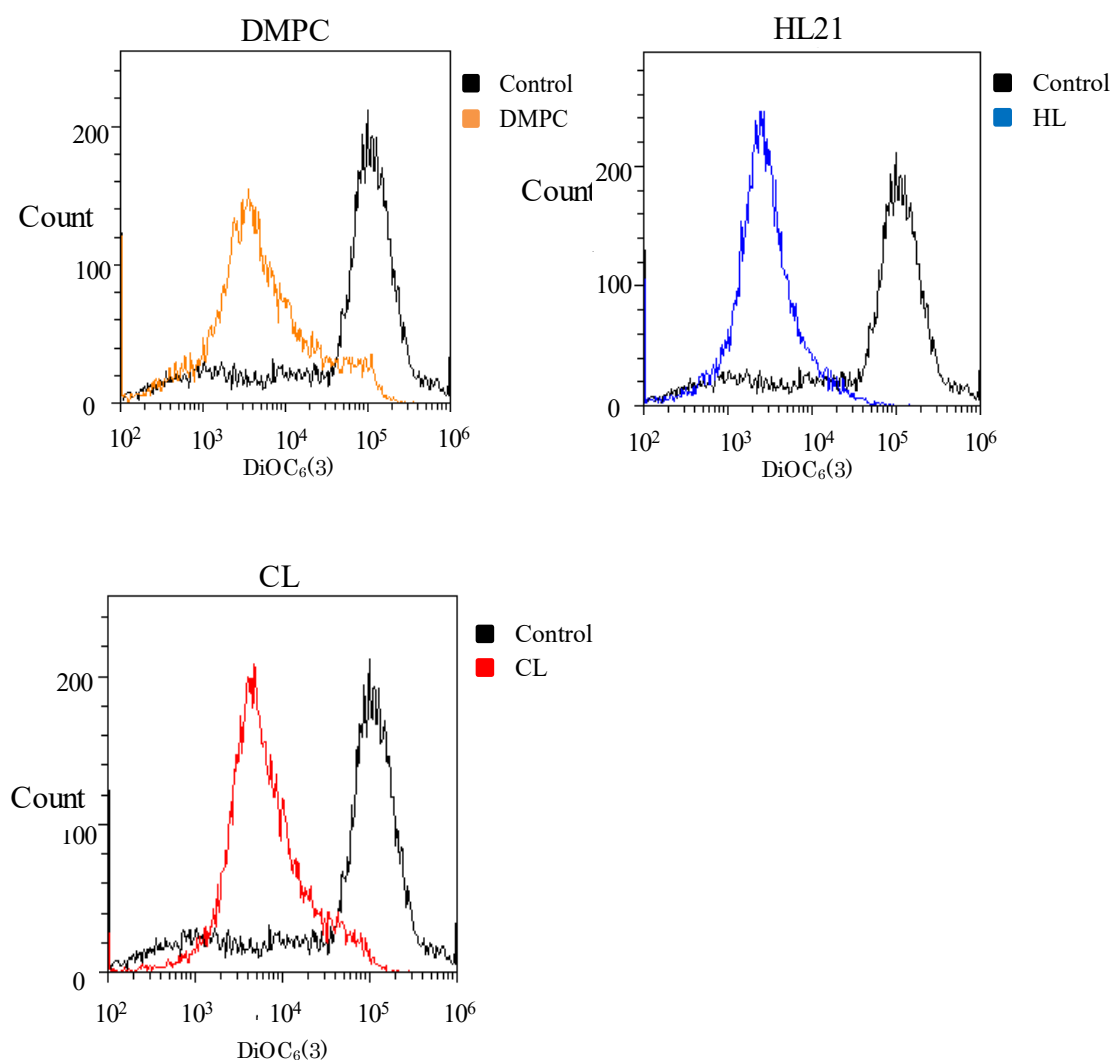 DMPC
Control
DMPC
200
Count
100
0
10² 10³ 10⁴ 10⁵ 10⁶
DiOC₆(3)
HL21
Control
HL
200
Count
100
0
10² 10³ 10⁴ 10⁵ 10⁶
DiOC₆(3)
CL
Control
CL
200
Count
100
0
10² 10³ 10⁴ 10⁵ 10⁶
DiOC₆(3)